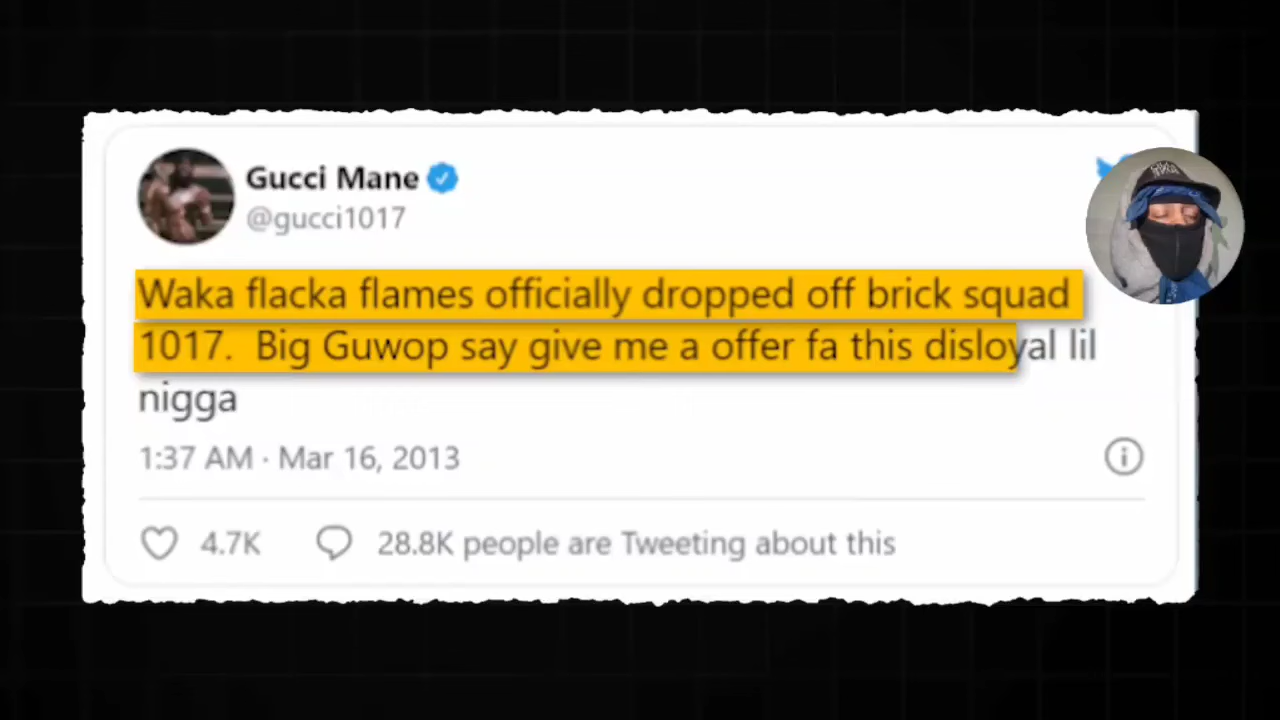 Gucci Mane
@gucci1017
Waka flacka flames officially dropped off brick squad
1017. Big Guwop say give me a offer fa this disloyal lil
nigga
1:37 AM · Mar 16, 2013
4.7K 28.8K people are Tweeting about this